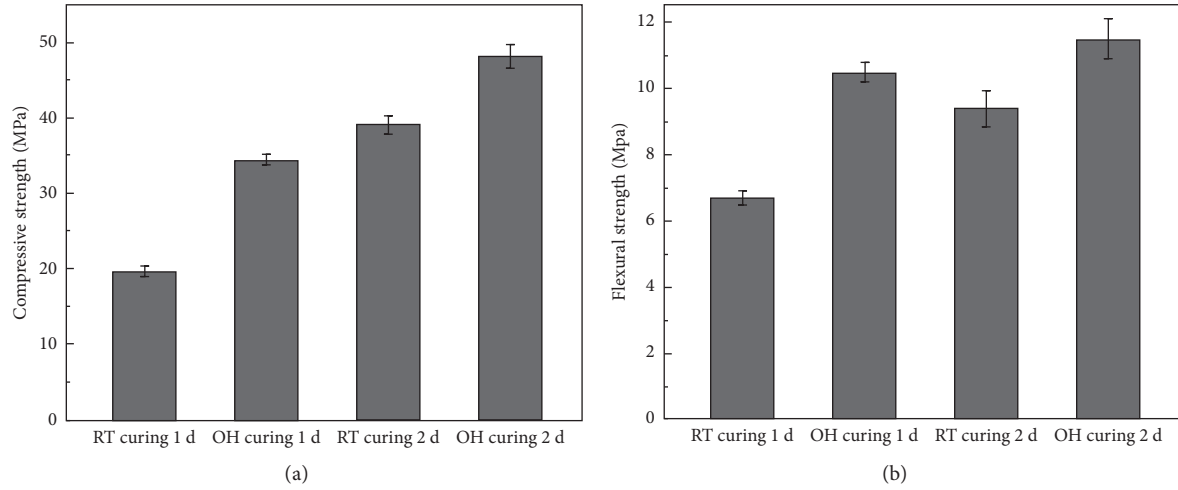 Compressive strength (MPa)
50
40
30
20
10
0
RT curing 1 d OH curing 1 d RT curing 2 d OH curing 2 d
(a)
Flexural strength (Mpa)
12
10
8
6
4
2
0
RT curing 1 d OH curing 1 d RT curing 2 d OH curing 2 d
(b)